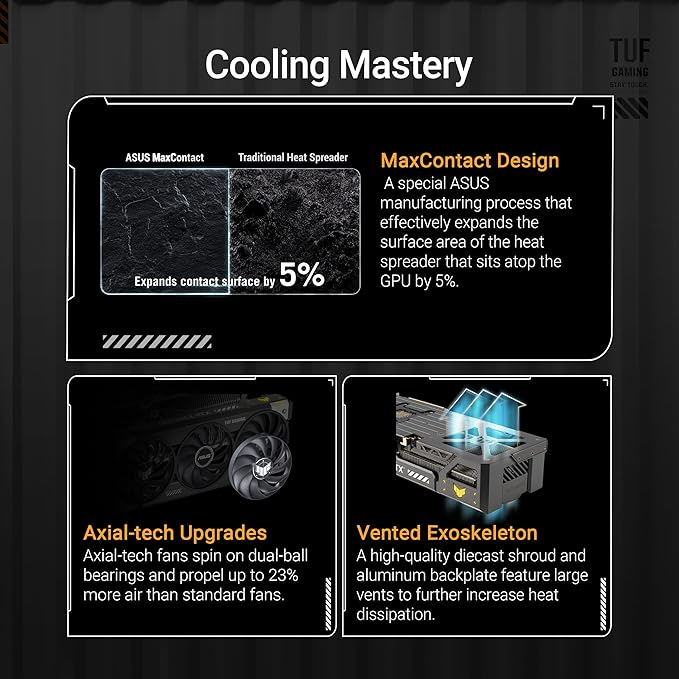 TUF
GAMING
STAY TOUGH
Cooling Mastery
ASUS MaxContact
Traditional Heat Spreader
Expands contact surface by 5%
MaxContact Design
A special ASUS
manufacturing process that
effectively expands the
surface area of the heat
spreader that sits atop the
GPU by 5%.
TUF GAMING
ASUS
Axial-tech Upgrades
Axial-tech fans spin on dual-ball
bearings and propel up to 23%
more air than standard fans.
Vented Exoskeleton
A high-quality diecast shroud and
aluminum backplate feature large
vents to further increase heat
dissipation.